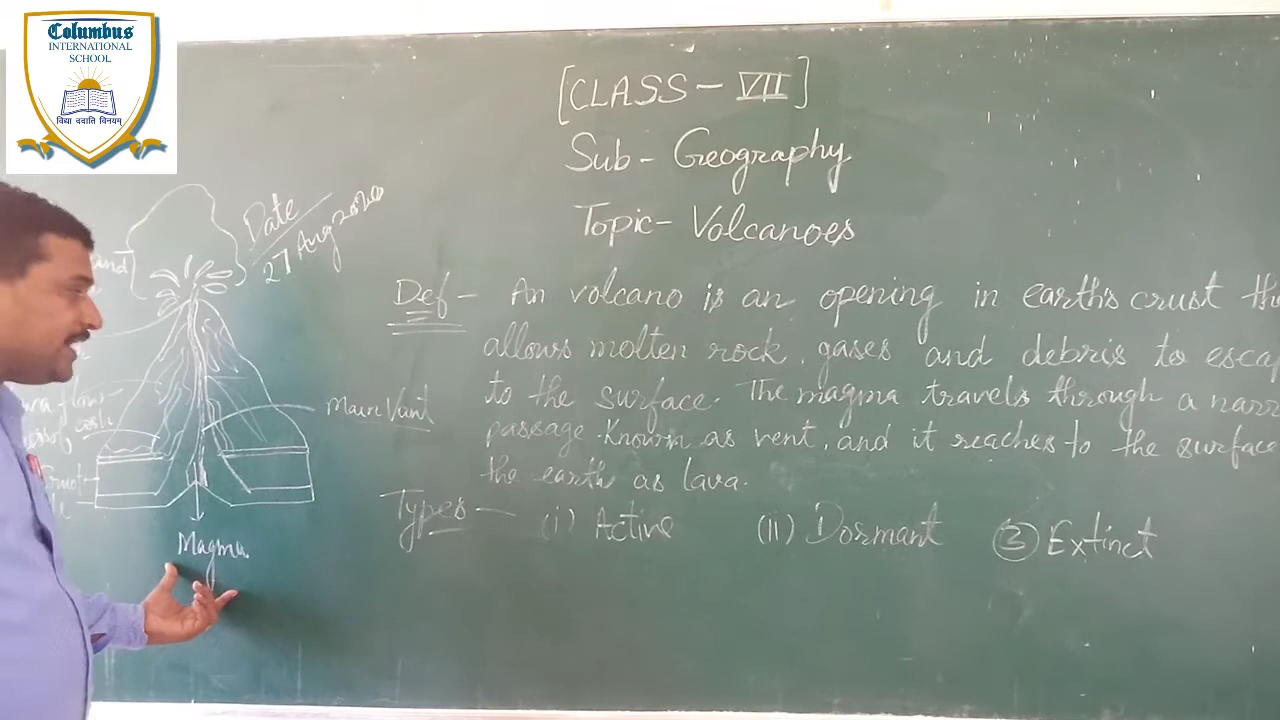 Columbus
INTERNATIONAL
SCHOOL
विद्या ददाति विनयम्
[CLASS - VII]
Sub - Geography
Topic - Volcanoes
Date
27 Aug 2020
Def - An volcano is an opening in earth's crust th
allows molten rock, gases and debris to escap
to the surface. The magma travels through a narr
passage. Known as vent, and it reaches to the surface
the earth as lava.
Types - (i) Active (ii) Dormant ③ Extinct
and
Main Vant
Magma